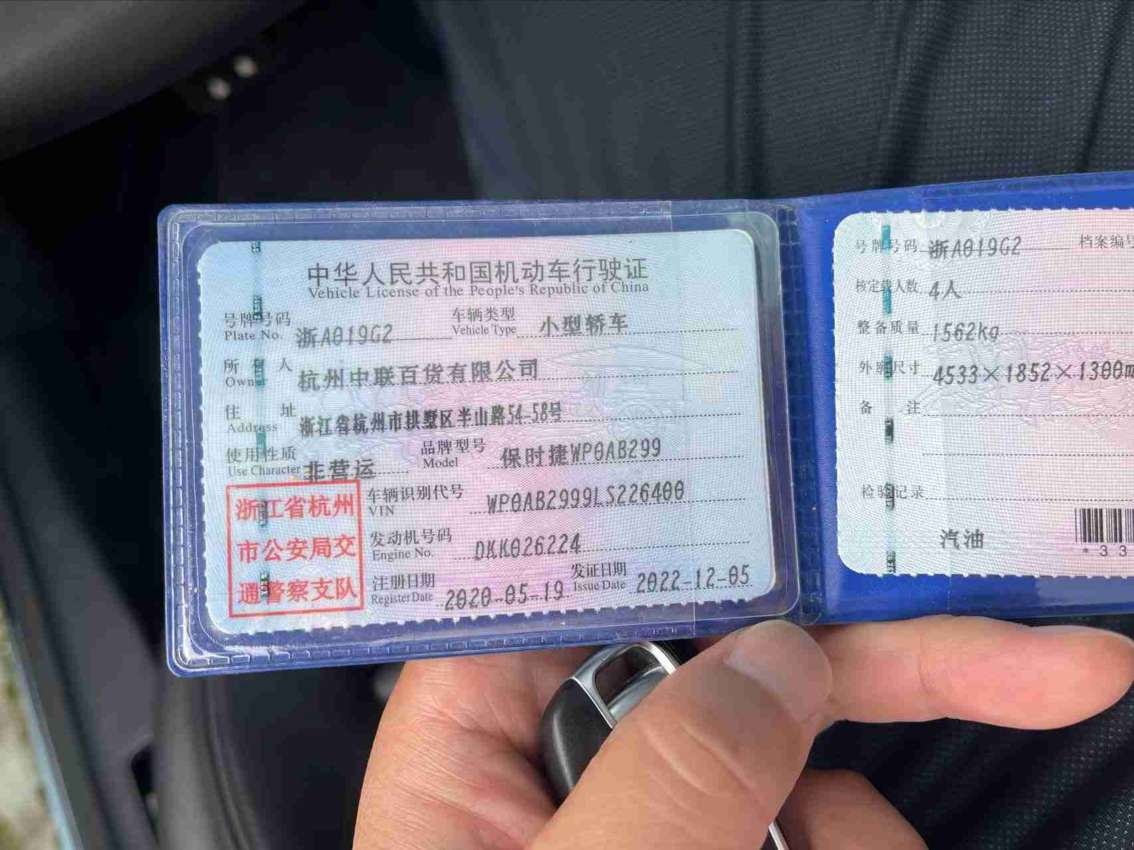 中华人民共和国机动车行驶证
Vehicle License of the People's Republic of China
号牌号码 浙A019G2 车辆类型 小型轿车
Plate No. Vehicle Type
所有人 杭州中联百货有限公司
Owner
住址 浙江省杭州市拱墅区半山路54-58号
Address
使用性质 非营运 品牌型号 保时捷WP0AB299
Use Character Model
浙江省杭州
市公安局交
通警察支队
车辆识别代号 WP0AB2999LS226400
VIN
发动机号码 DKK026224
Engine No.
注册日期 2020-05-19 发证日期 2022-12-05
Register Date Issue Date
号牌号码 浙A019G2 档案编号
核定载人数 4人
整备质量 1562kg
外廓尺寸 4533×1852×1300m
备注
检验记录
汽油
*33